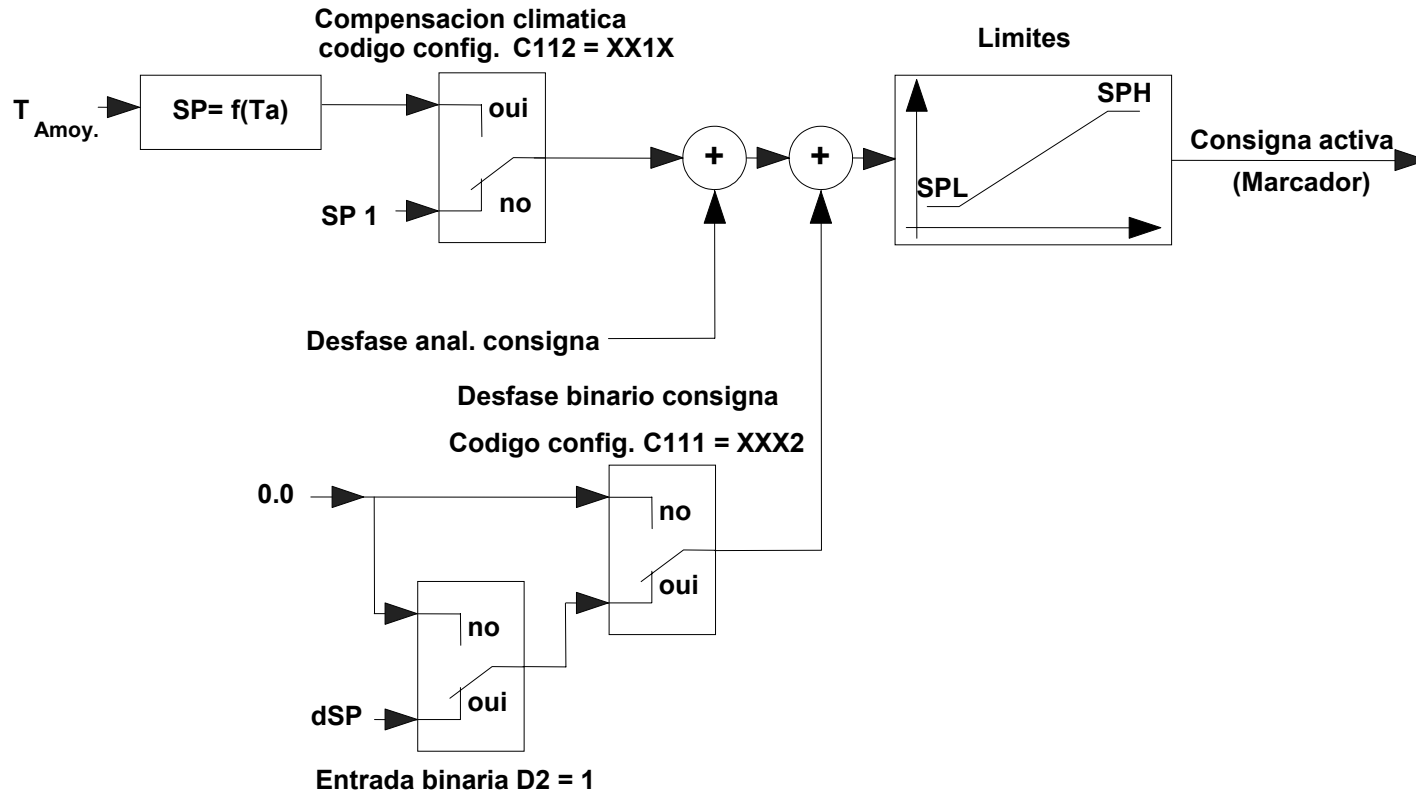 Compensacion climatica
codigo config. C112 = XX1X
Limites
T Amoy.
SP= f(Ta)
oui
SP 1
no
+
+
SPH
SPL
Consigna activa
(Marcador)
Desfase anal. consigna
Desfase binario consigna
Codigo config. C111 = XXX2
0.0
no
oui
no
oui
dSP
Entrada binaria D2 = 1